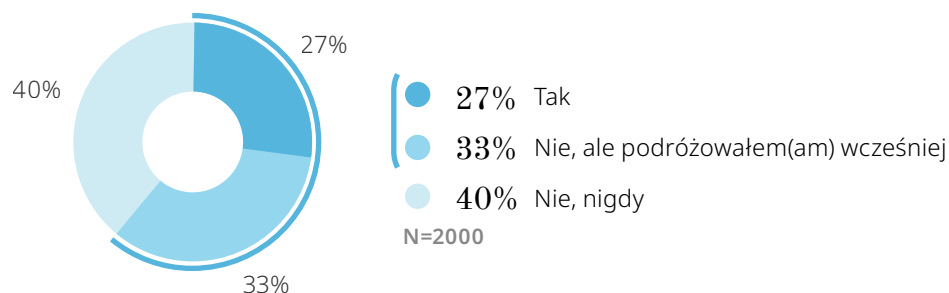 27%
40%
33%
27% Tak
33% Nie, ale podróżowałem(am) wcześniej
40% Nie, nigdy
N=2000